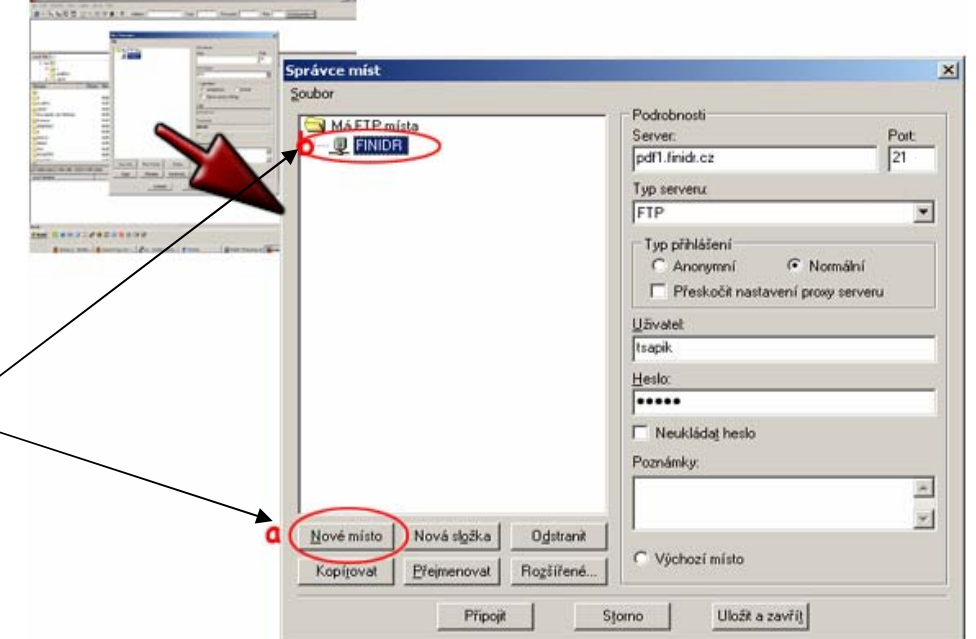 Správce míst
Soubor
Má FTP místa
b
FINIDR
Podrobnosti
Server:
Port:
pdf1.finidr.cz
21
Typ serveru:
FTP
Typ přihlášení
Anonymní
Normální
Přeskočit nastavení proxy serveru
Uživatel:
tsapik
Heslo:
•••••
Neukládat heslo
Poznámky:
Výchozí místo
a
Nové místo
Nová složka
Odstranit
Kopírovat
Přejmenovat
Rozšířené...
Připojit
Storno
Uložit a zavřít